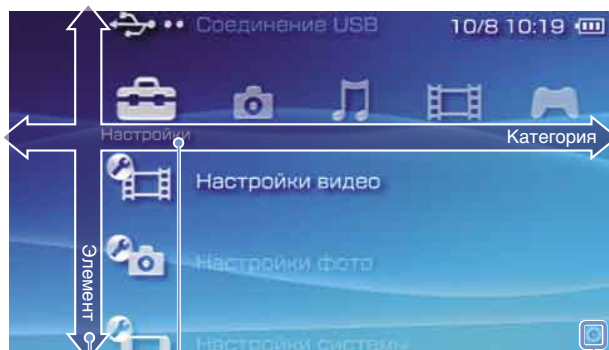 Соединение USB 10/8 10:19
Настройки
Категория
Настройки видео
Элемент
Настройки фото
Настройки системы